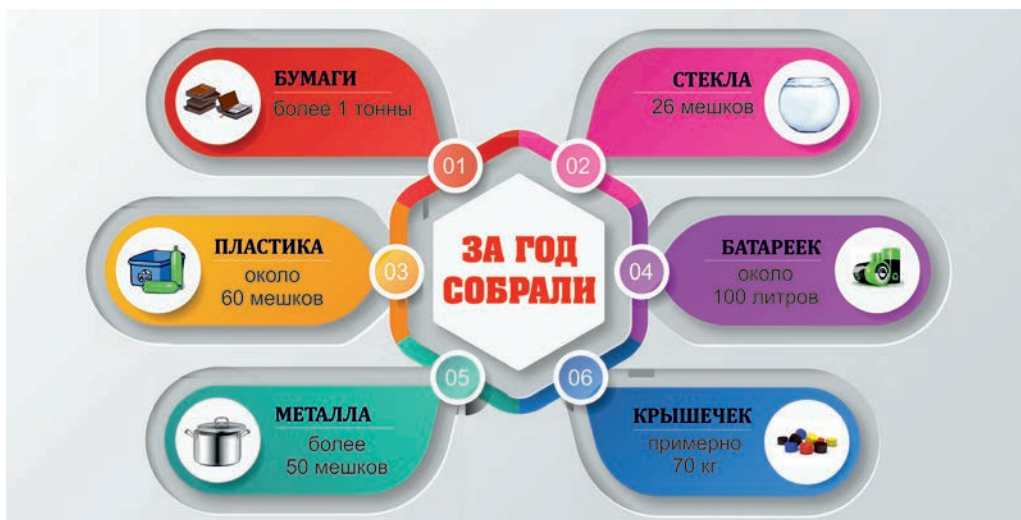 БУМАГИ
более 1 тонны
01
СТЕКЛА
26 мешков
02
ПЛАСТИКА
около
60 мешков
03
ЗА ГОД
СОБРАЛИ
БАТАРЕЕК
около
100 литров
04
МЕТАЛЛА
более
50 мешков
05
КРЫШЕЧЕК
примерно
70 кг
06